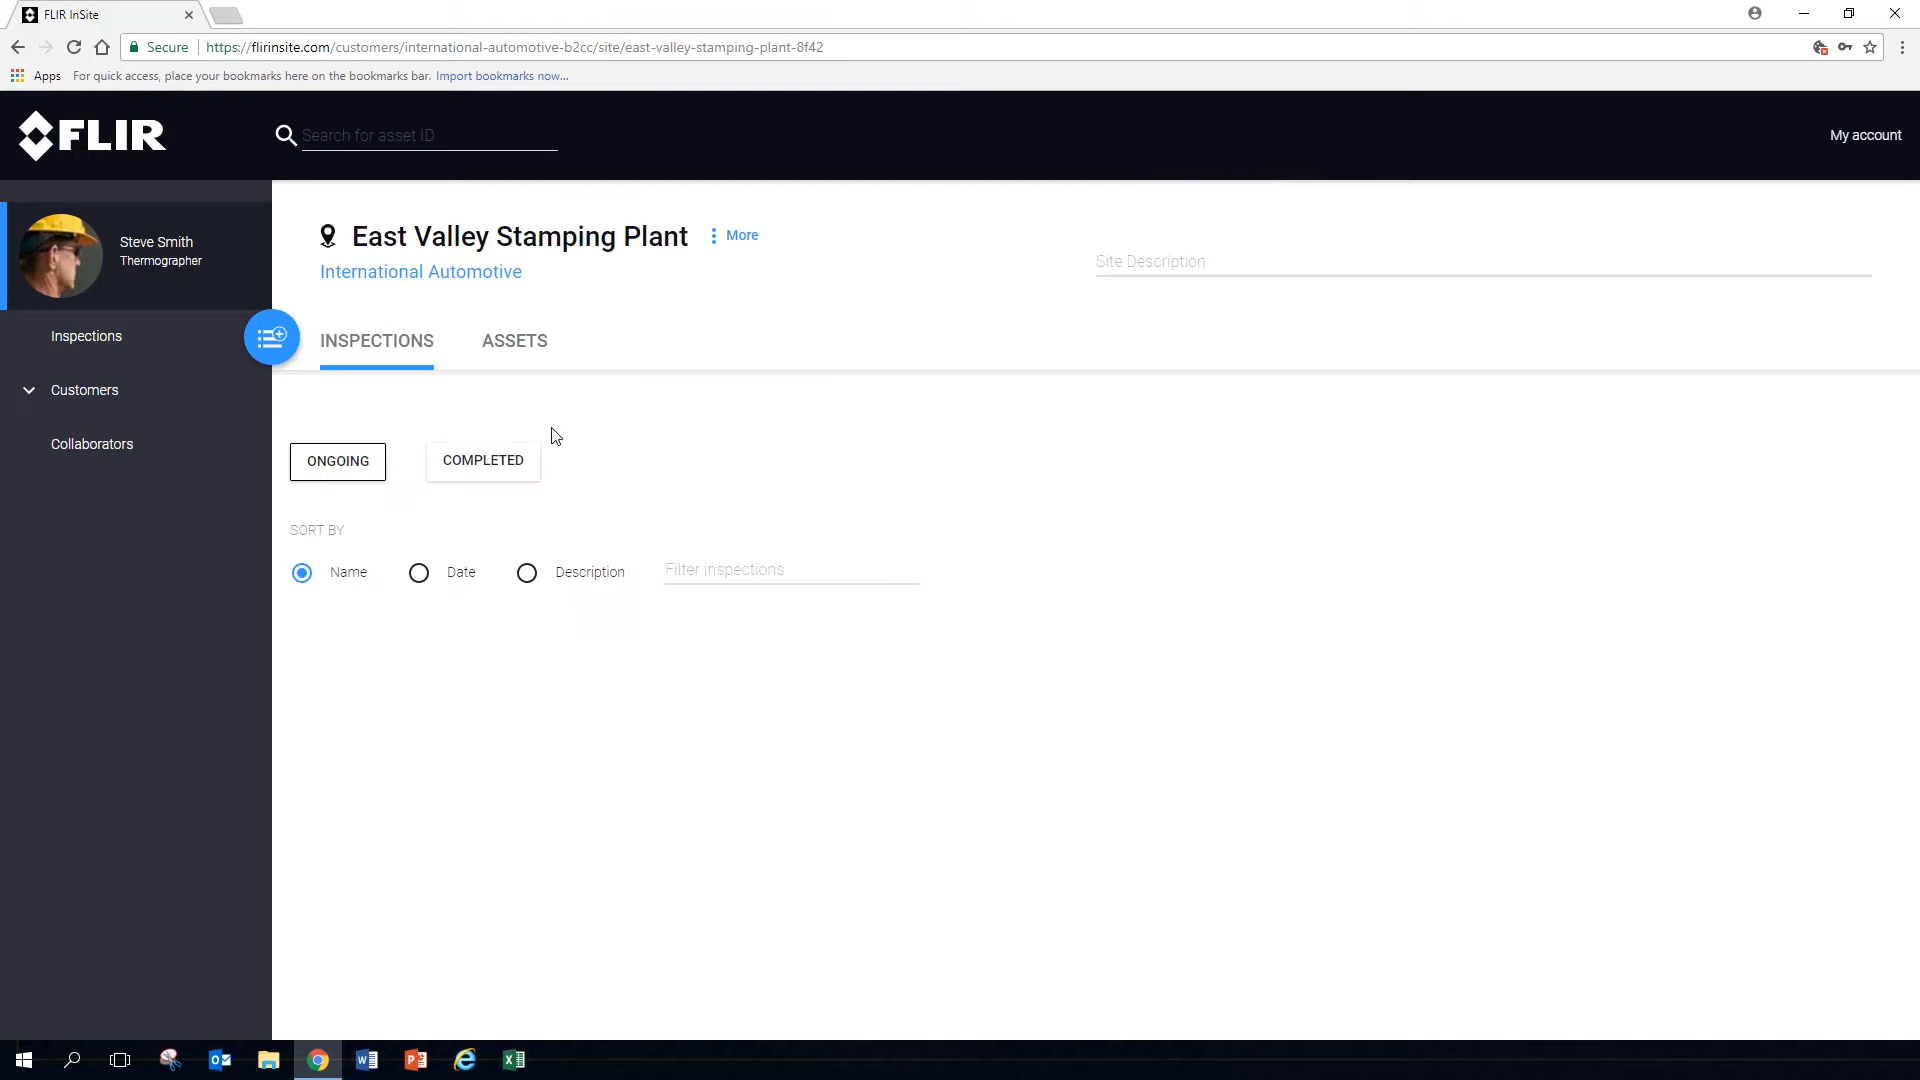 FLIR InSite
Secure
https://flirinsite.com/customers/international-automotive-b2cc/site/east-valley-stamping-plant-8f42
Apps For quick access, place your bookmarks here on the bookmarks bar. Import bookmarks now...
FLIR
Search for asset ID
My account
Steve Smith
Thermographer
Inspections
Customers
Collaborators
East Valley Stamping Plant
More
International Automotive
Site Description
INSPECTIONS ASSETS
ONGOING COMPLETED
SORT BY
Name Date Description Filter inspections